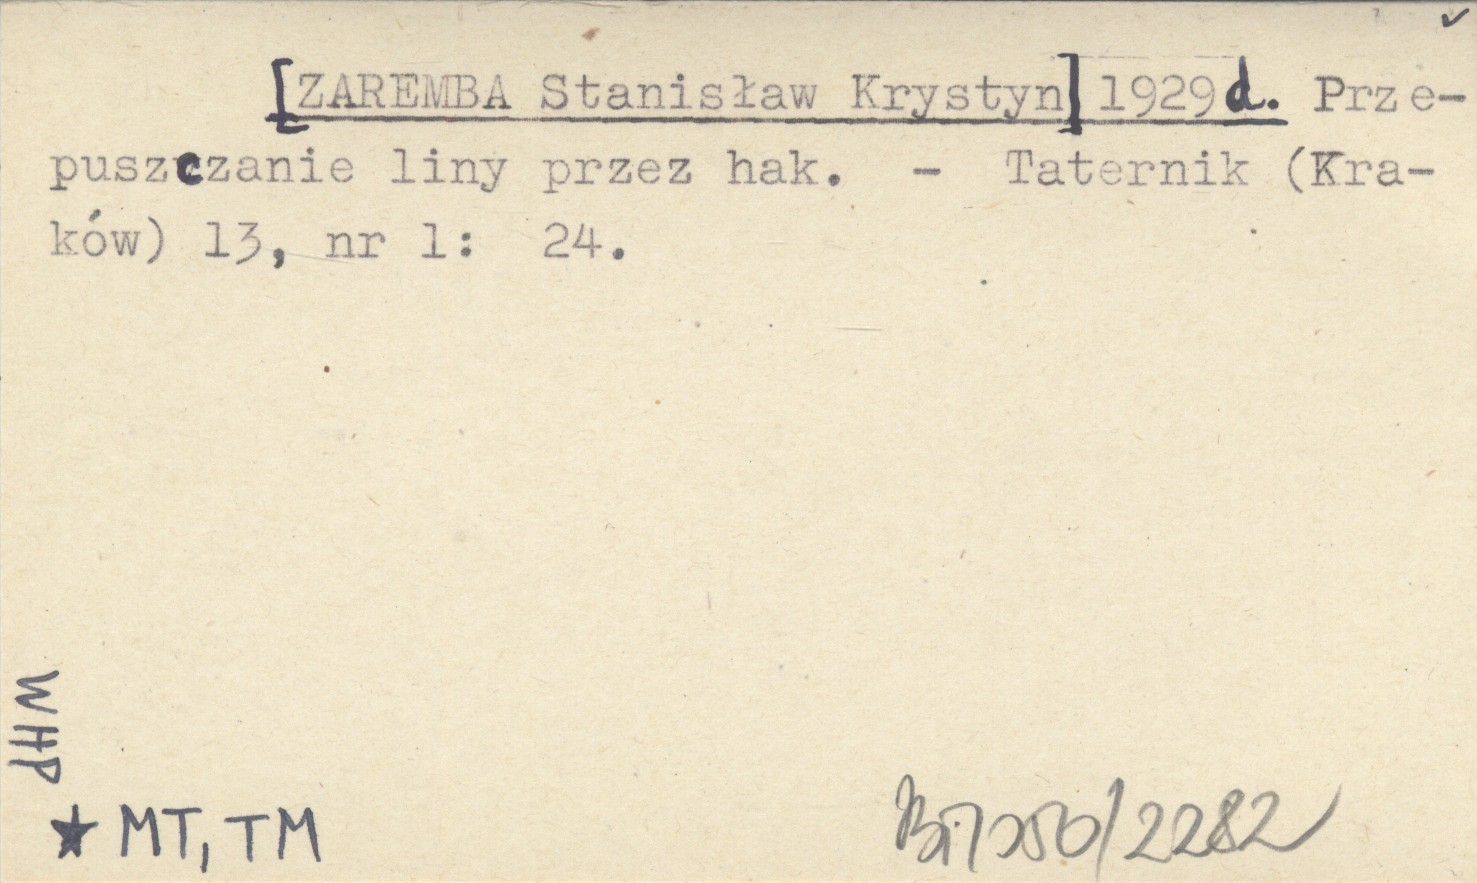 [ZAREMBA Stanisław Krystyn] 1929d. Prze-
puszczanie liny przez hak. - Taternik (Kra-
ków) 13, nr 1: 24.
WHP
★ MT, TM
/2282